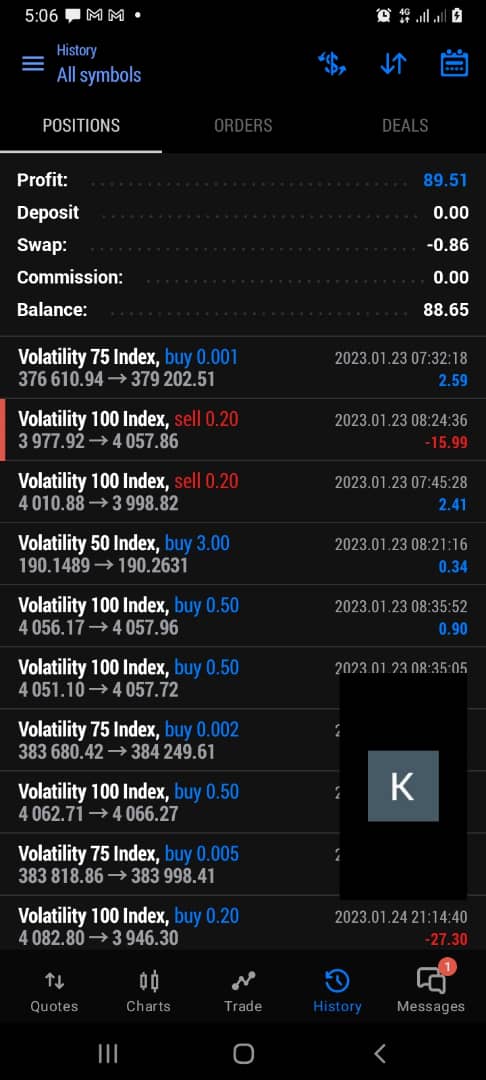 5:06
4G
History
All symbols
POSITIONS ORDERS DEALS
Profit: 89.51
Deposit 0.00
Swap: -0.86
Commission: 0.00
Balance: 88.65
Volatility 75 Index, buy 0.001 2023.01.23 07:32:18
376 610.94 → 379 202.51 2.59
Volatility 100 Index, sell 0.20 2023.01.23 08:24:36
3 977.92 → 4 057.86 -15.99
Volatility 100 Index, sell 0.20 2023.01.23 07:45:28
4 010.88 → 3 998.82 2.41
Volatility 50 Index, buy 3.00 2023.01.23 08:21:16
190.1489 → 190.2631 0.34
Volatility 100 Index, buy 0.50 2023.01.23 08:35:52
4 056.17 → 4 057.96 0.90
Volatility 100 Index, buy 0.50 2023.01.23 08:35:05
4 051.10 → 4 057.72
Volatility 75 Index, buy 0.002
383 680.42 → 384 249.61
Volatility 100 Index, buy 0.50
4 062.71 → 4 066.27
K
Volatility 75 Index, buy 0.005
383 818.86 → 383 998.41
Volatility 100 Index, buy 0.20 2023.01.24 21:14:40
4 082.80 → 3 946.30 -27.30
1
Quotes Charts Trade History Messages